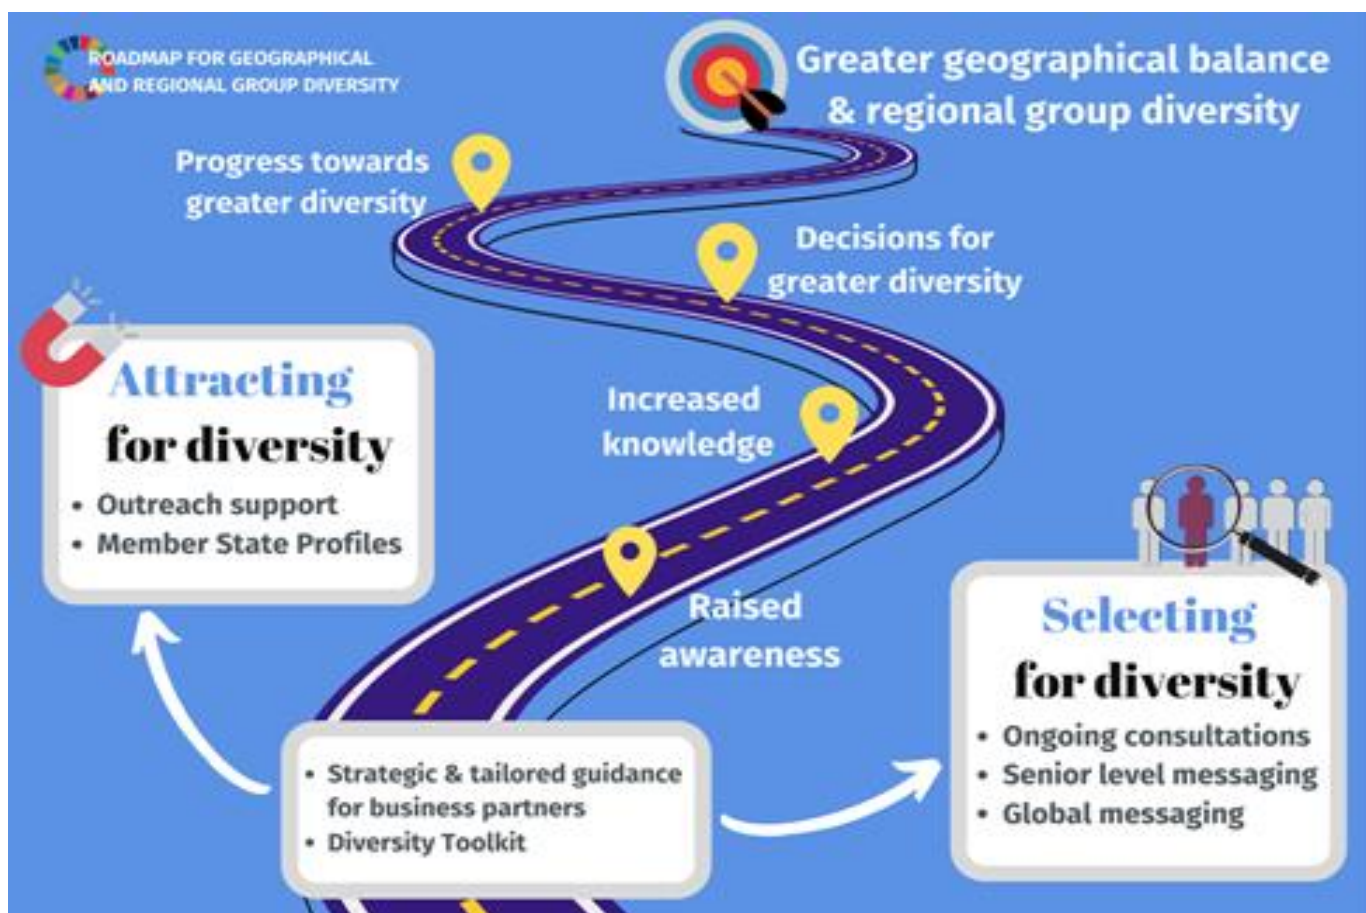 ROADMAP FOR GEOGRAPHICAL
AND REGIONAL GROUP DIVERSITY
Greater geographical balance
& regional group diversity
Progress towards
greater diversity
Decisions for
greater diversity
Attracting
for diversity
• Outreach support
• Member State Profiles
Increased
knowledge
Raised
awareness
Selecting
for diversity
• Ongoing consultations
• Senior level messaging
• Global messaging
• Strategic & tailored guidance
for business partners
• Diversity Toolkit